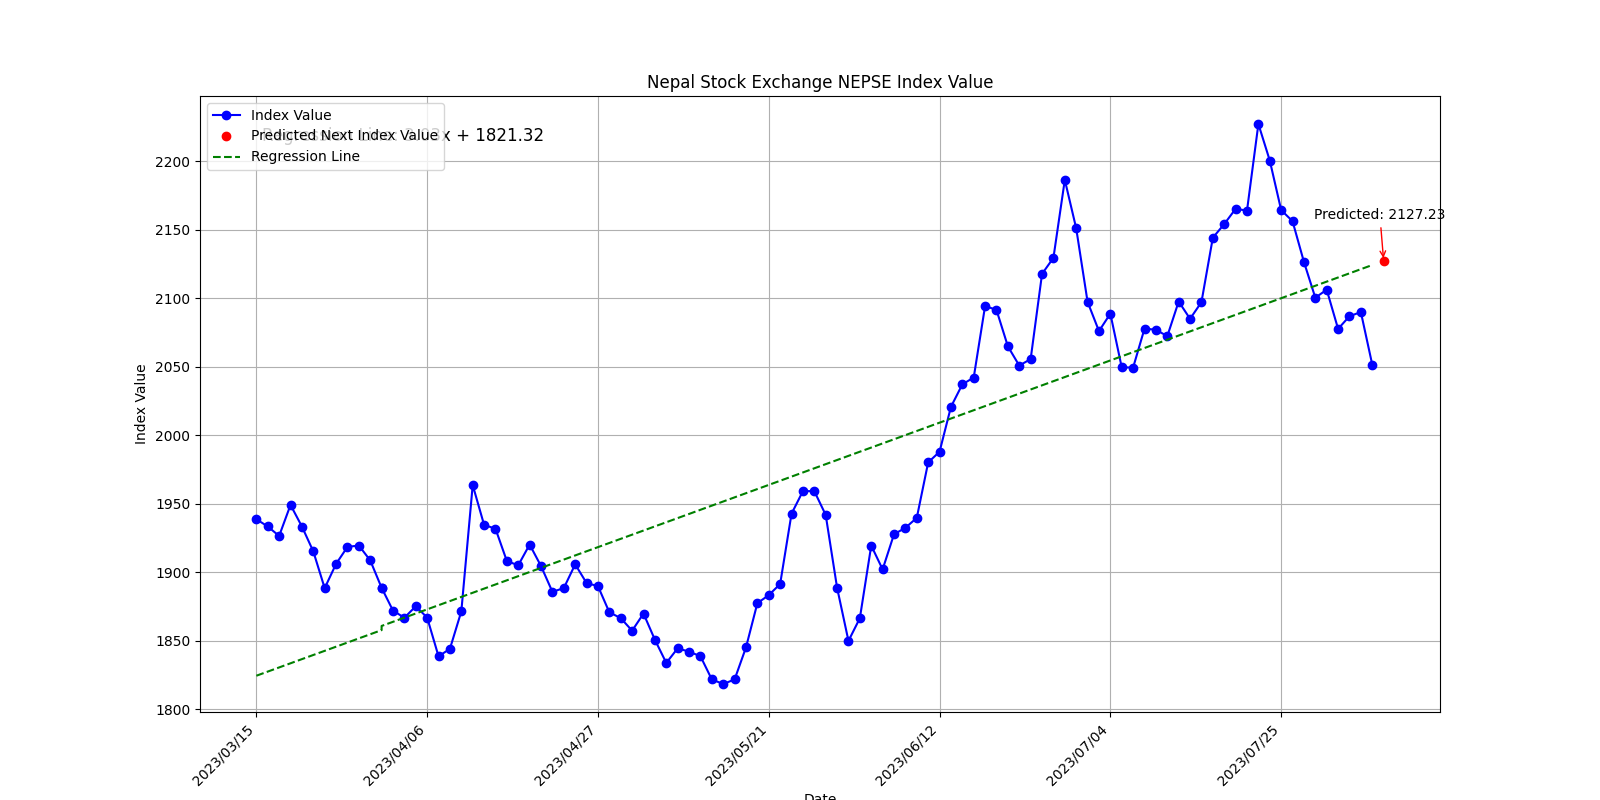 Nepal Stock Exchange NEPSE Index Value
Index Value
Predicted Next Index Value x + 1821.32
Regression Line
Predicted: 2127.23
2200
2150
2100
2050
2000
1950
1900
1850
1800
Index Value
2023/03/15
2023/04/06
2023/04/27
2023/05/21
2023/06/12
2023/07/04
2023/07/25
Date